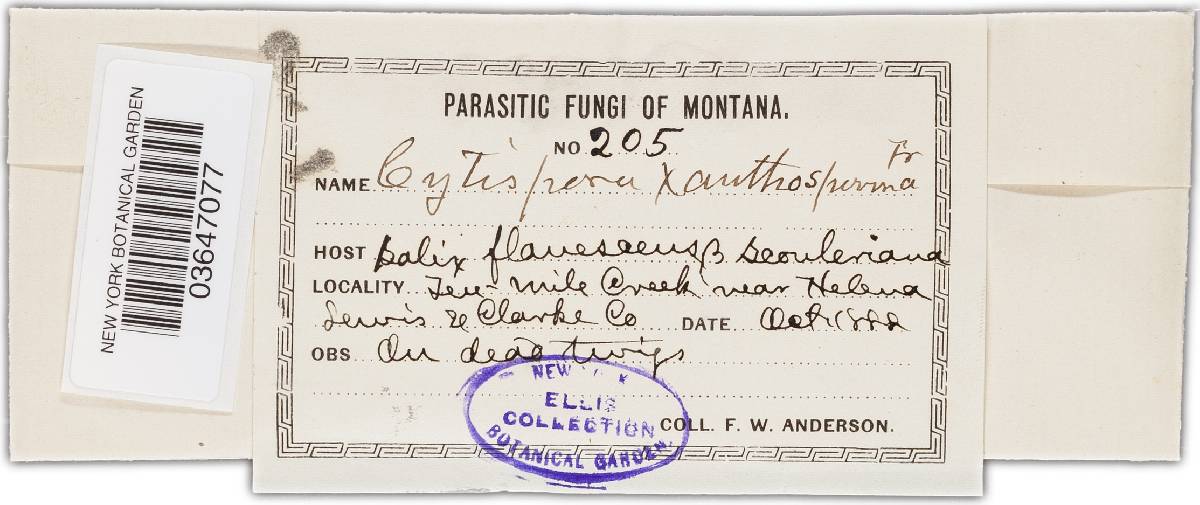 NEW YORK BOTANICAL GARDEN
03647077
PARASITIC FUNGI OF MONTANA.
NO 205
NAME Cytispora xanthosperma Fr
HOST Salix flavescens β Scouleriana
LOCALITY Ten mile Creek near Helena
Lewis & Clarke Co DATE Oct. 1888
OBS On dead twigs
COLL. F. W. ANDERSON.
NEW YORK
ELLIS
COLLECTION
BOTANICAL GARDEN.